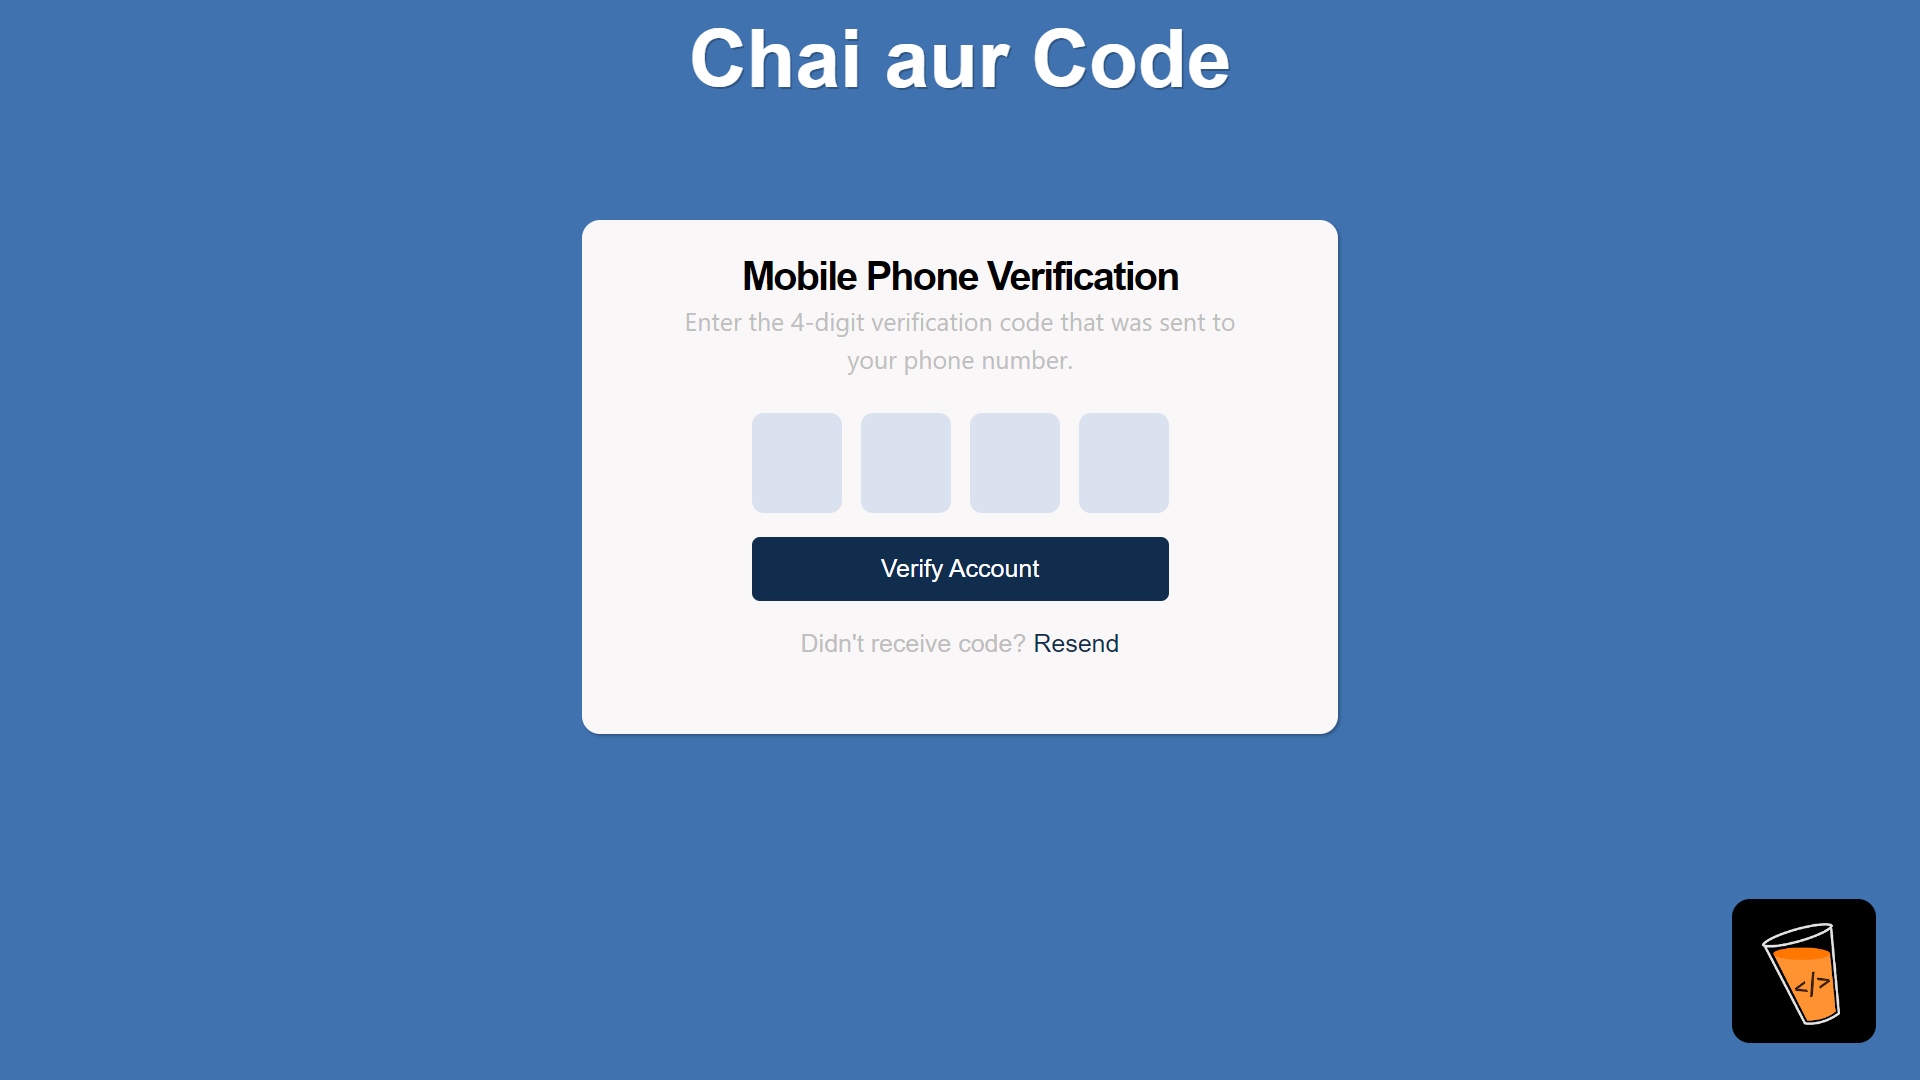 Chai aur Code
Mobile Phone Verification
Enter the 4-digit verification code that was sent to
your phone number.
Verify Account
Didn't receive code? Resend
</>